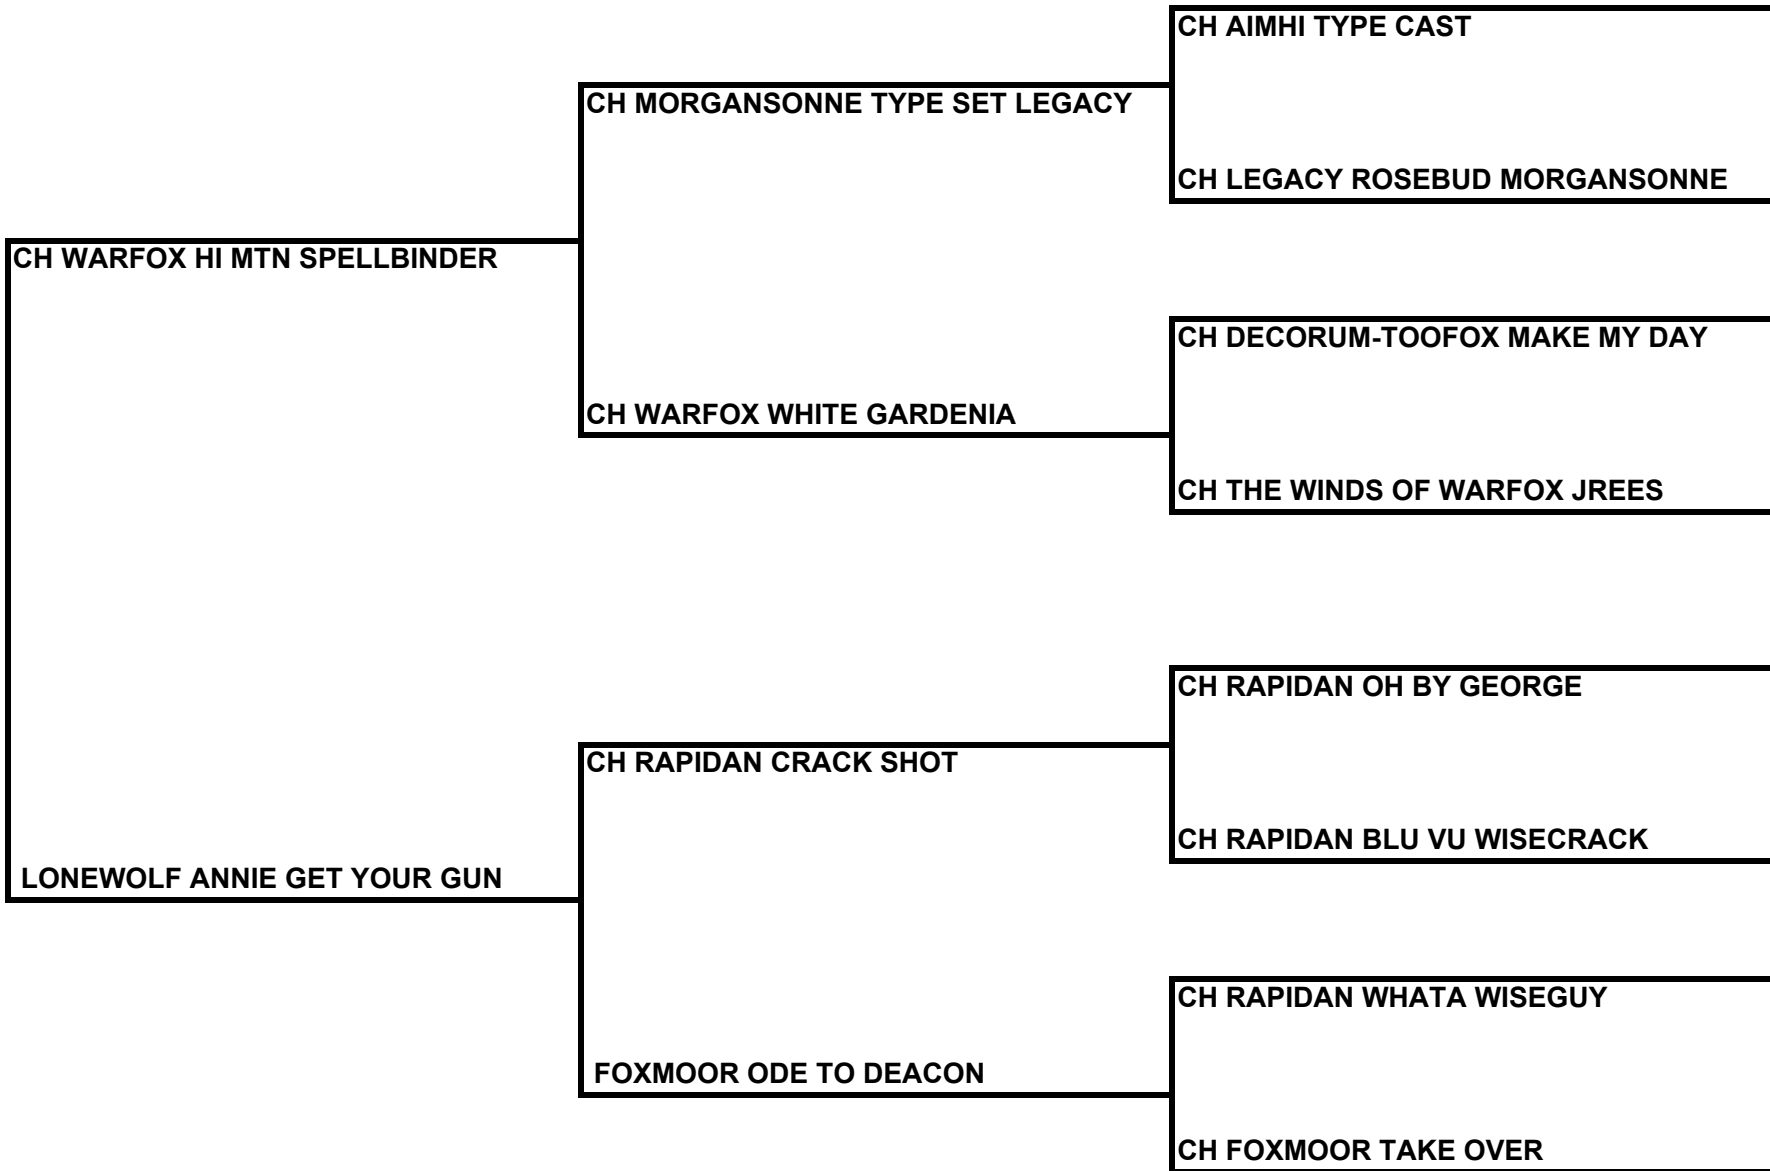 CH AIMHI TYPE CAST
CH MORGANSONNE TYPE SET LEGACY
CH LEGACY ROSEBUD MORGANSONNE
CH WARFOX HI MTN SPELLBINDER
CH DECORUM-TOOFOX MAKE MY DAY
CH WARFOX WHITE GARDENIA
CH THE WINDS OF WARFOX JREES
CH RAPIDAN OH BY GEORGE
CH RAPIDAN CRACK SHOT
CH RAPIDAN BLU VU WISECRACK
LONEWOLF ANNIE GET YOUR GUN
CH RAPIDAN WHATA WISEGUY
FOXMOOR ODE TO DEACON
CH FOXMOOR TAKE OVER